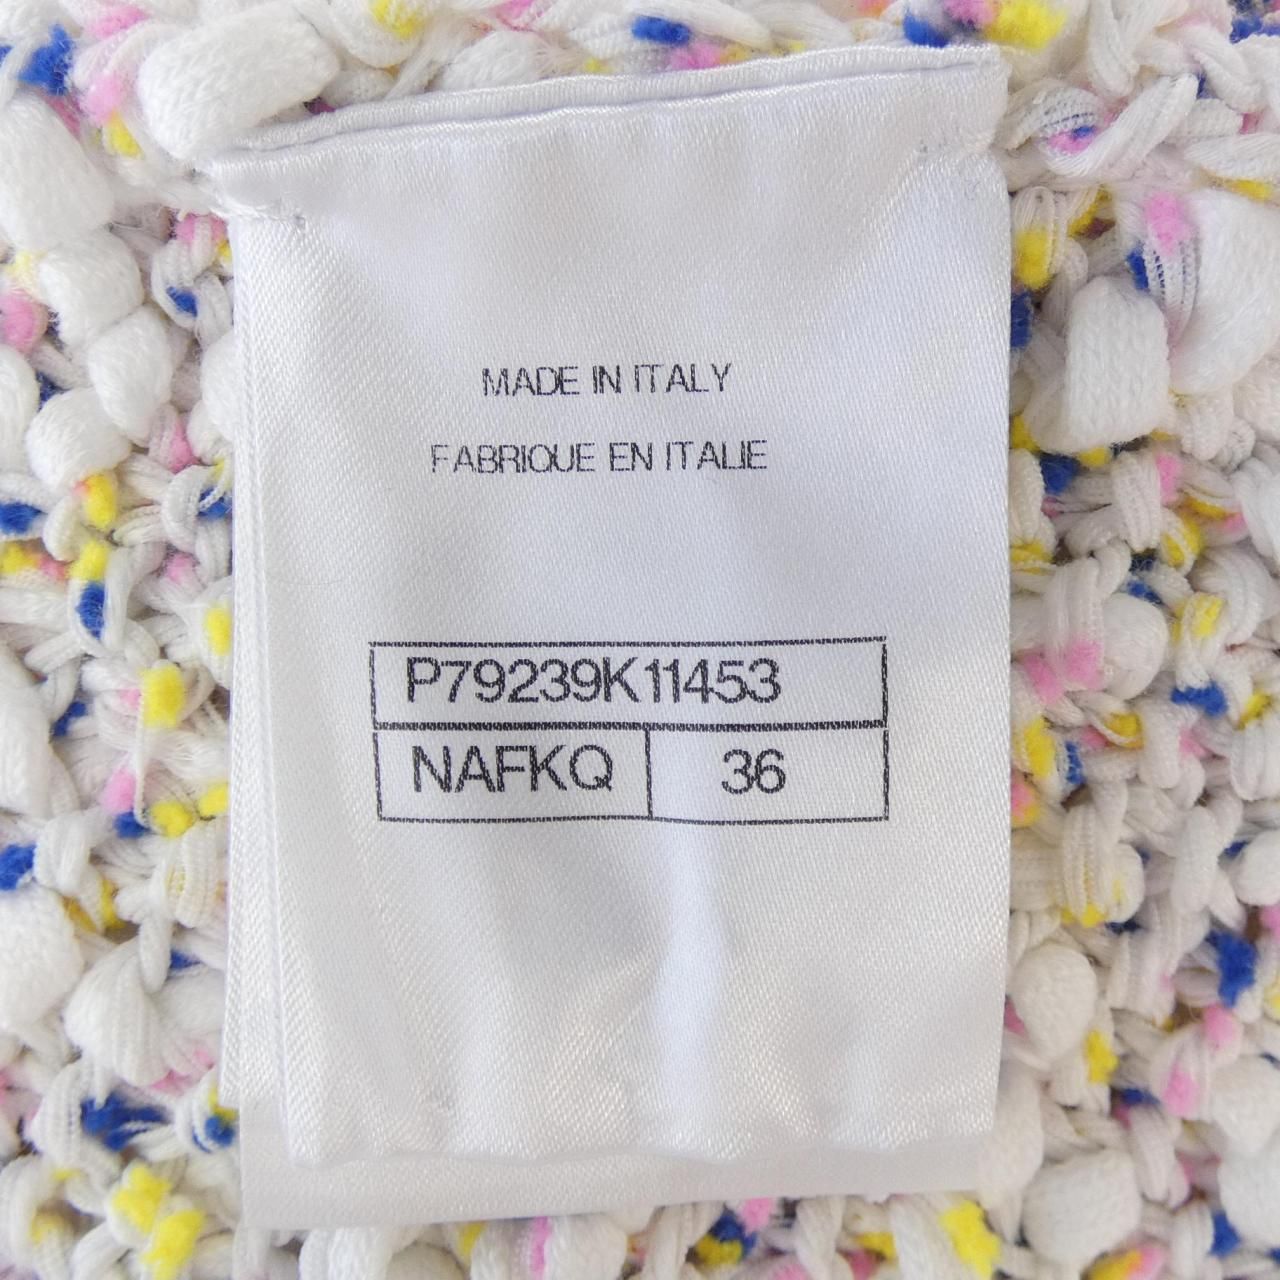 MADE IN ITALY
FABRIQUE EN ITALIE
P79239K11453
NAFKQ 36